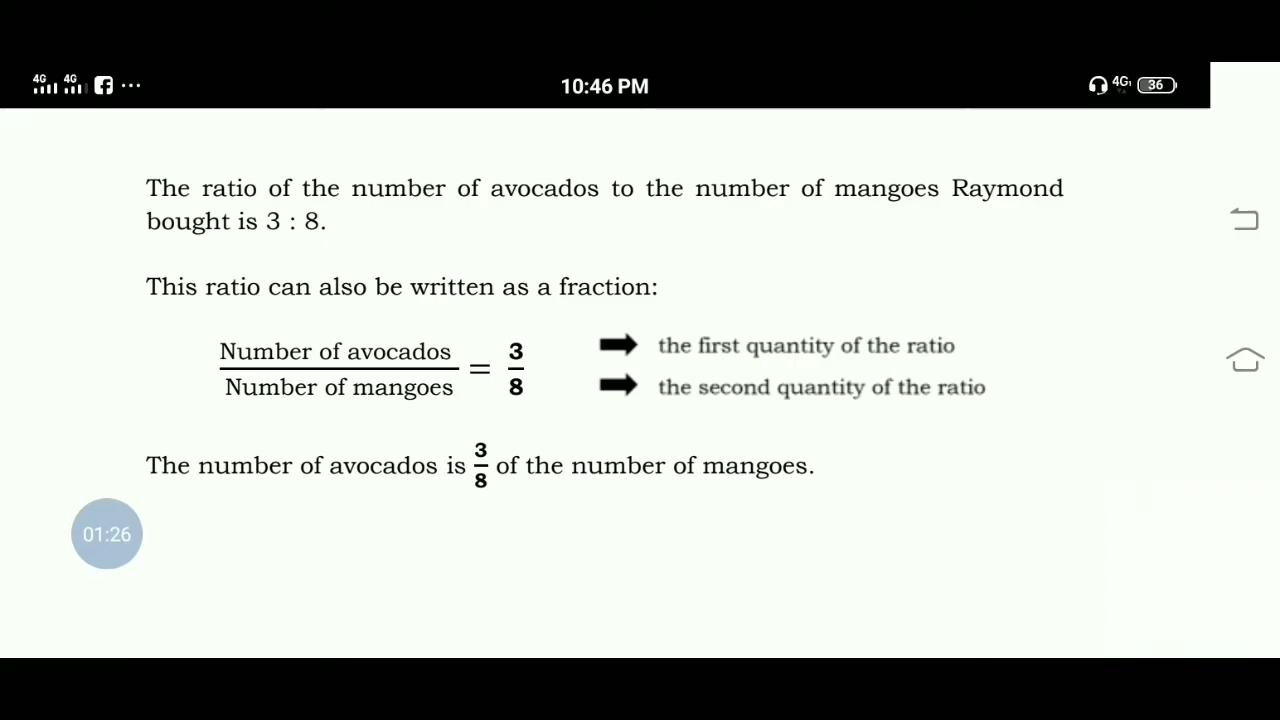 4G 4G f ... 10:46 PM 4G 36
The ratio of the number of avocados to the number of mangoes Raymond
bought is 3 : 8.
This ratio can also be written as a fraction:
Number of avocados
Number of mangoes
=
3
8
the first quantity of the ratio
the second quantity of the ratio
The number of avocados is 3/8 of the number of mangoes.
01:26